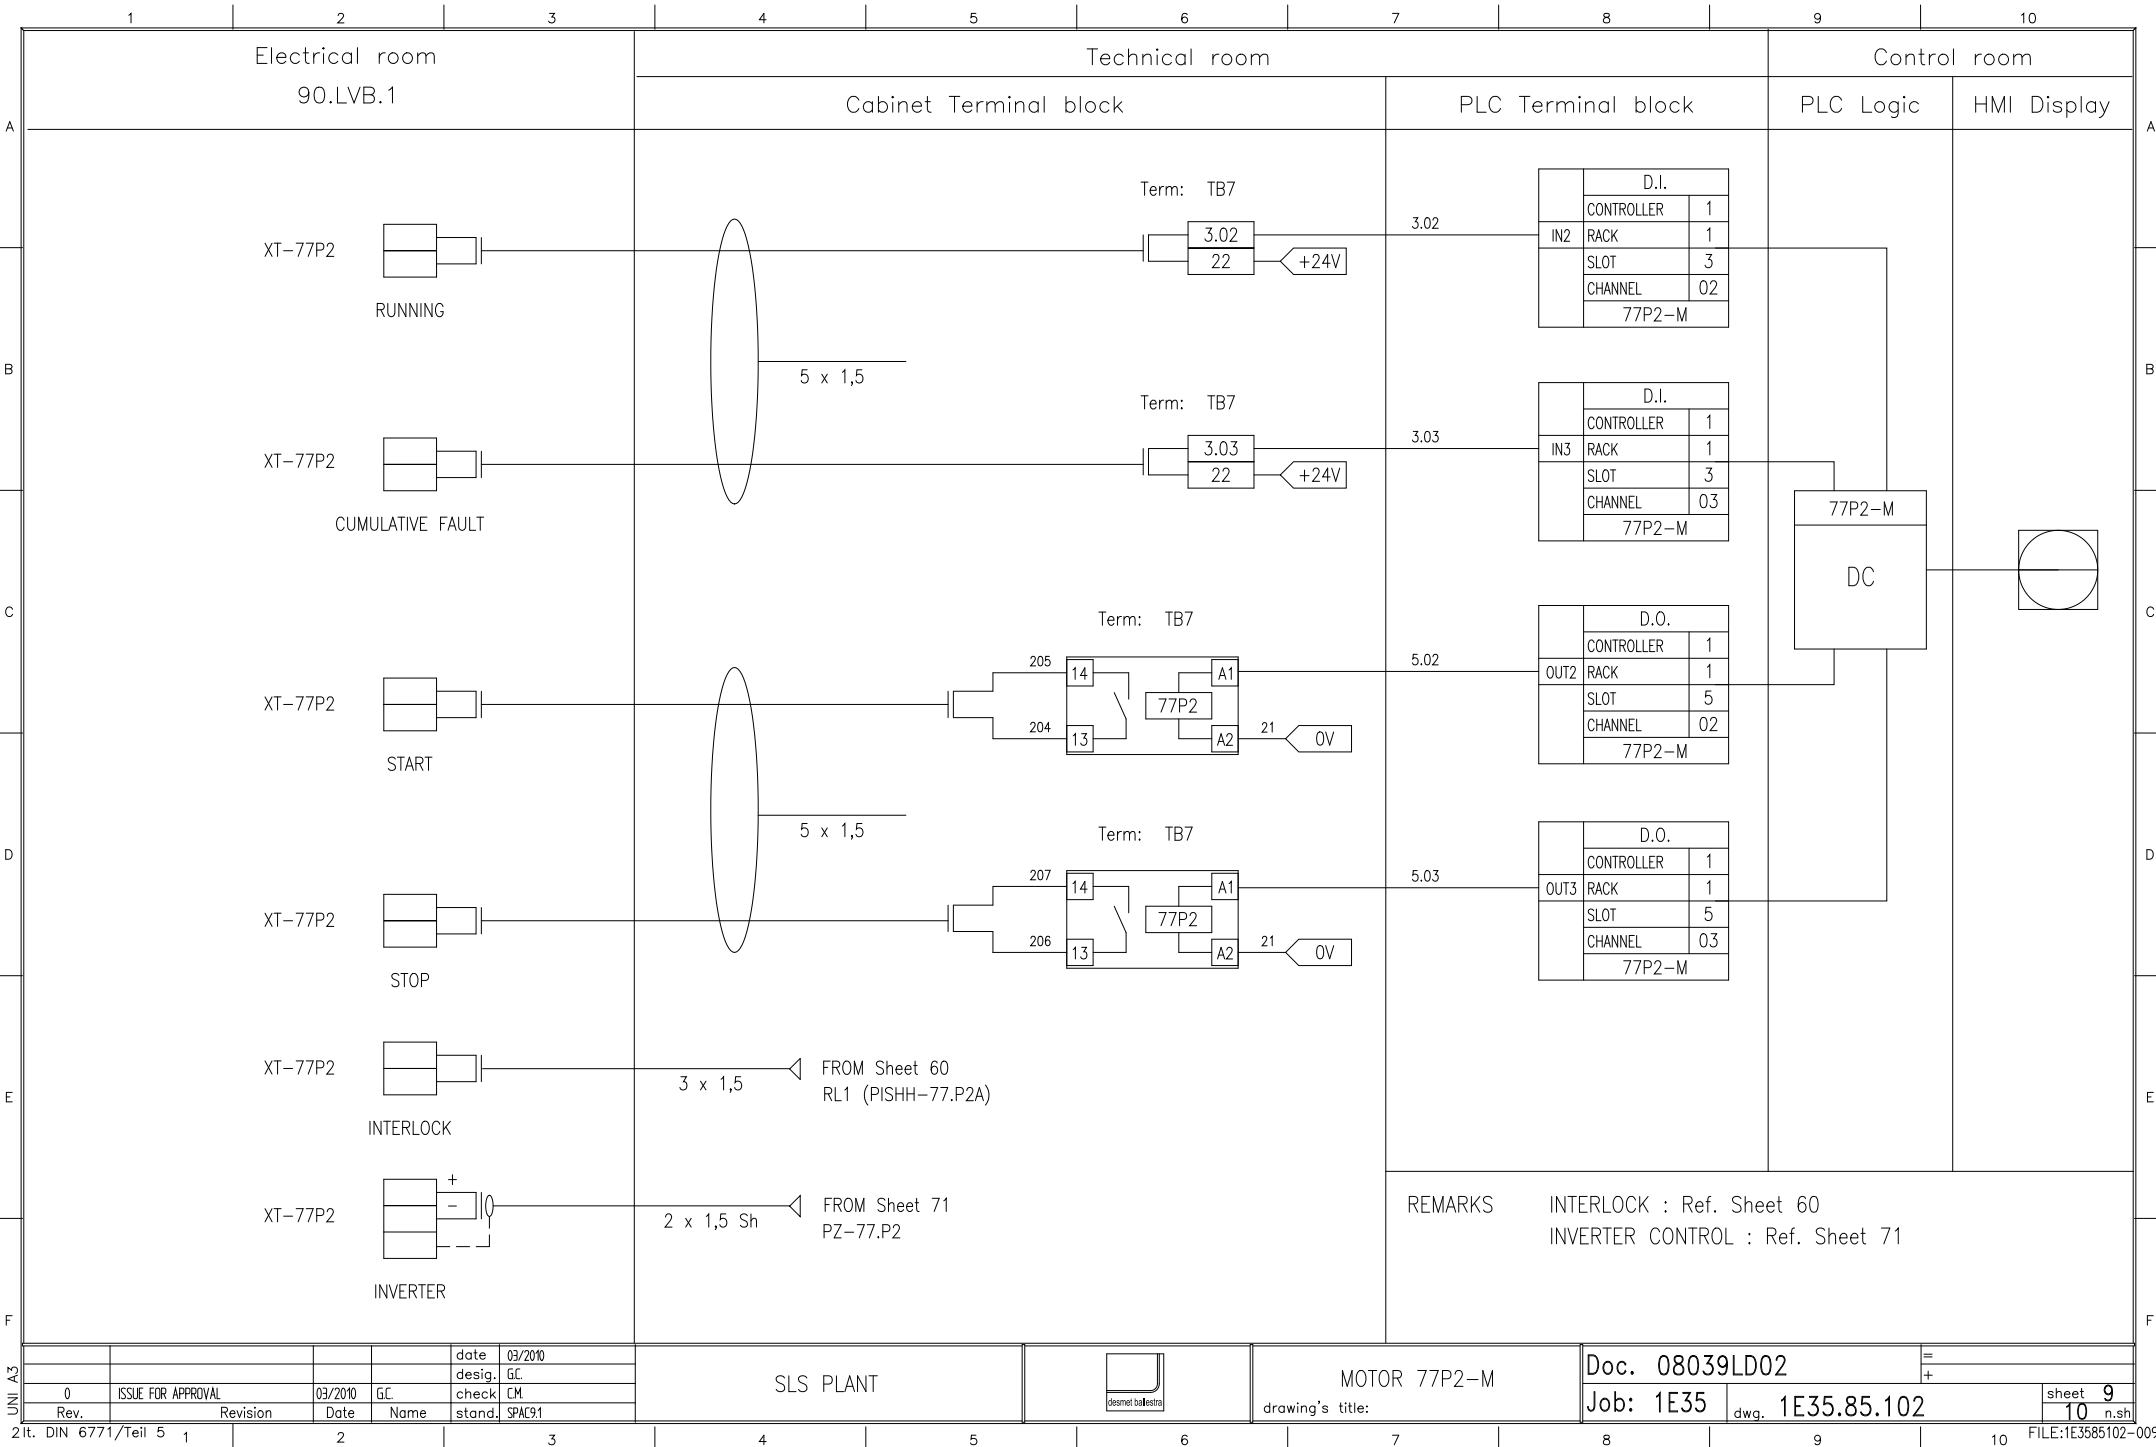 1 2 3 4 5 6 7 8 9 10
Electrical room
90.LVB.1
Technical room
Control room
Cabinet Terminal block
PLC Terminal block
PLC Logic
HMI Display
A
A
B
B
C
C
D
D
E
E
F
F
XT-77P2
RUNNING
5 x 1,5
Term: TB7
3.02
22
+24V
3.02
D.I.
CONTROLLER 1
IN2 RACK 1
SLOT 3
CHANNEL 02
77P2-M
XT-77P2
CUMULATIVE FAULT
Term: TB7
3.03
22
+24V
3.03
D.I.
CONTROLLER 1
IN3 RACK 1
SLOT 3
CHANNEL 03
77P2-M
77P2-M
DC
XT-77P2
START
5 x 1,5
Term: TB7
205
14
A1
77P2
204
13
A2
21
0V
5.02
D.O.
CONTROLLER 1
OUT2 RACK 1
SLOT 5
CHANNEL 02
77P2-M
XT-77P2
STOP
Term: TB7
207
14
A1
77P2
206
13
A2
21
0V
5.03
D.O.
CONTROLLER 1
OUT3 RACK 1
SLOT 5
CHANNEL 03
77P2-M
XT-77P2
INTERLOCK
3 x 1,5
FROM Sheet 60
RL1 (PISHH-77.P2A)
XT-77P2
+
-
INVERTER
2 x 1,5 Sh
FROM Sheet 71
PZ-77.P2
REMARKS INTERLOCK : Ref. Sheet 60
INVERTER CONTROL : Ref. Sheet 71
UNI A3
date 03/2010
desig. G.C.
0 ISSUE FOR APPROVAL 03/2010 G.C. check C.M.
Rev. Revision Date Name stand. SPAC9.1
SLS PLANT
desmet ballestra
MOTOR 77P2-M
drawing's title:
Doc. 08039LD02
=
+
Job: 1E35
dwg. 1E35.85.102
sheet 9
10 n.sh
2lt. DIN 6771/Teil 5
1 2 3 4 5 6 7 8 9 10
FILE:1E3585102-009